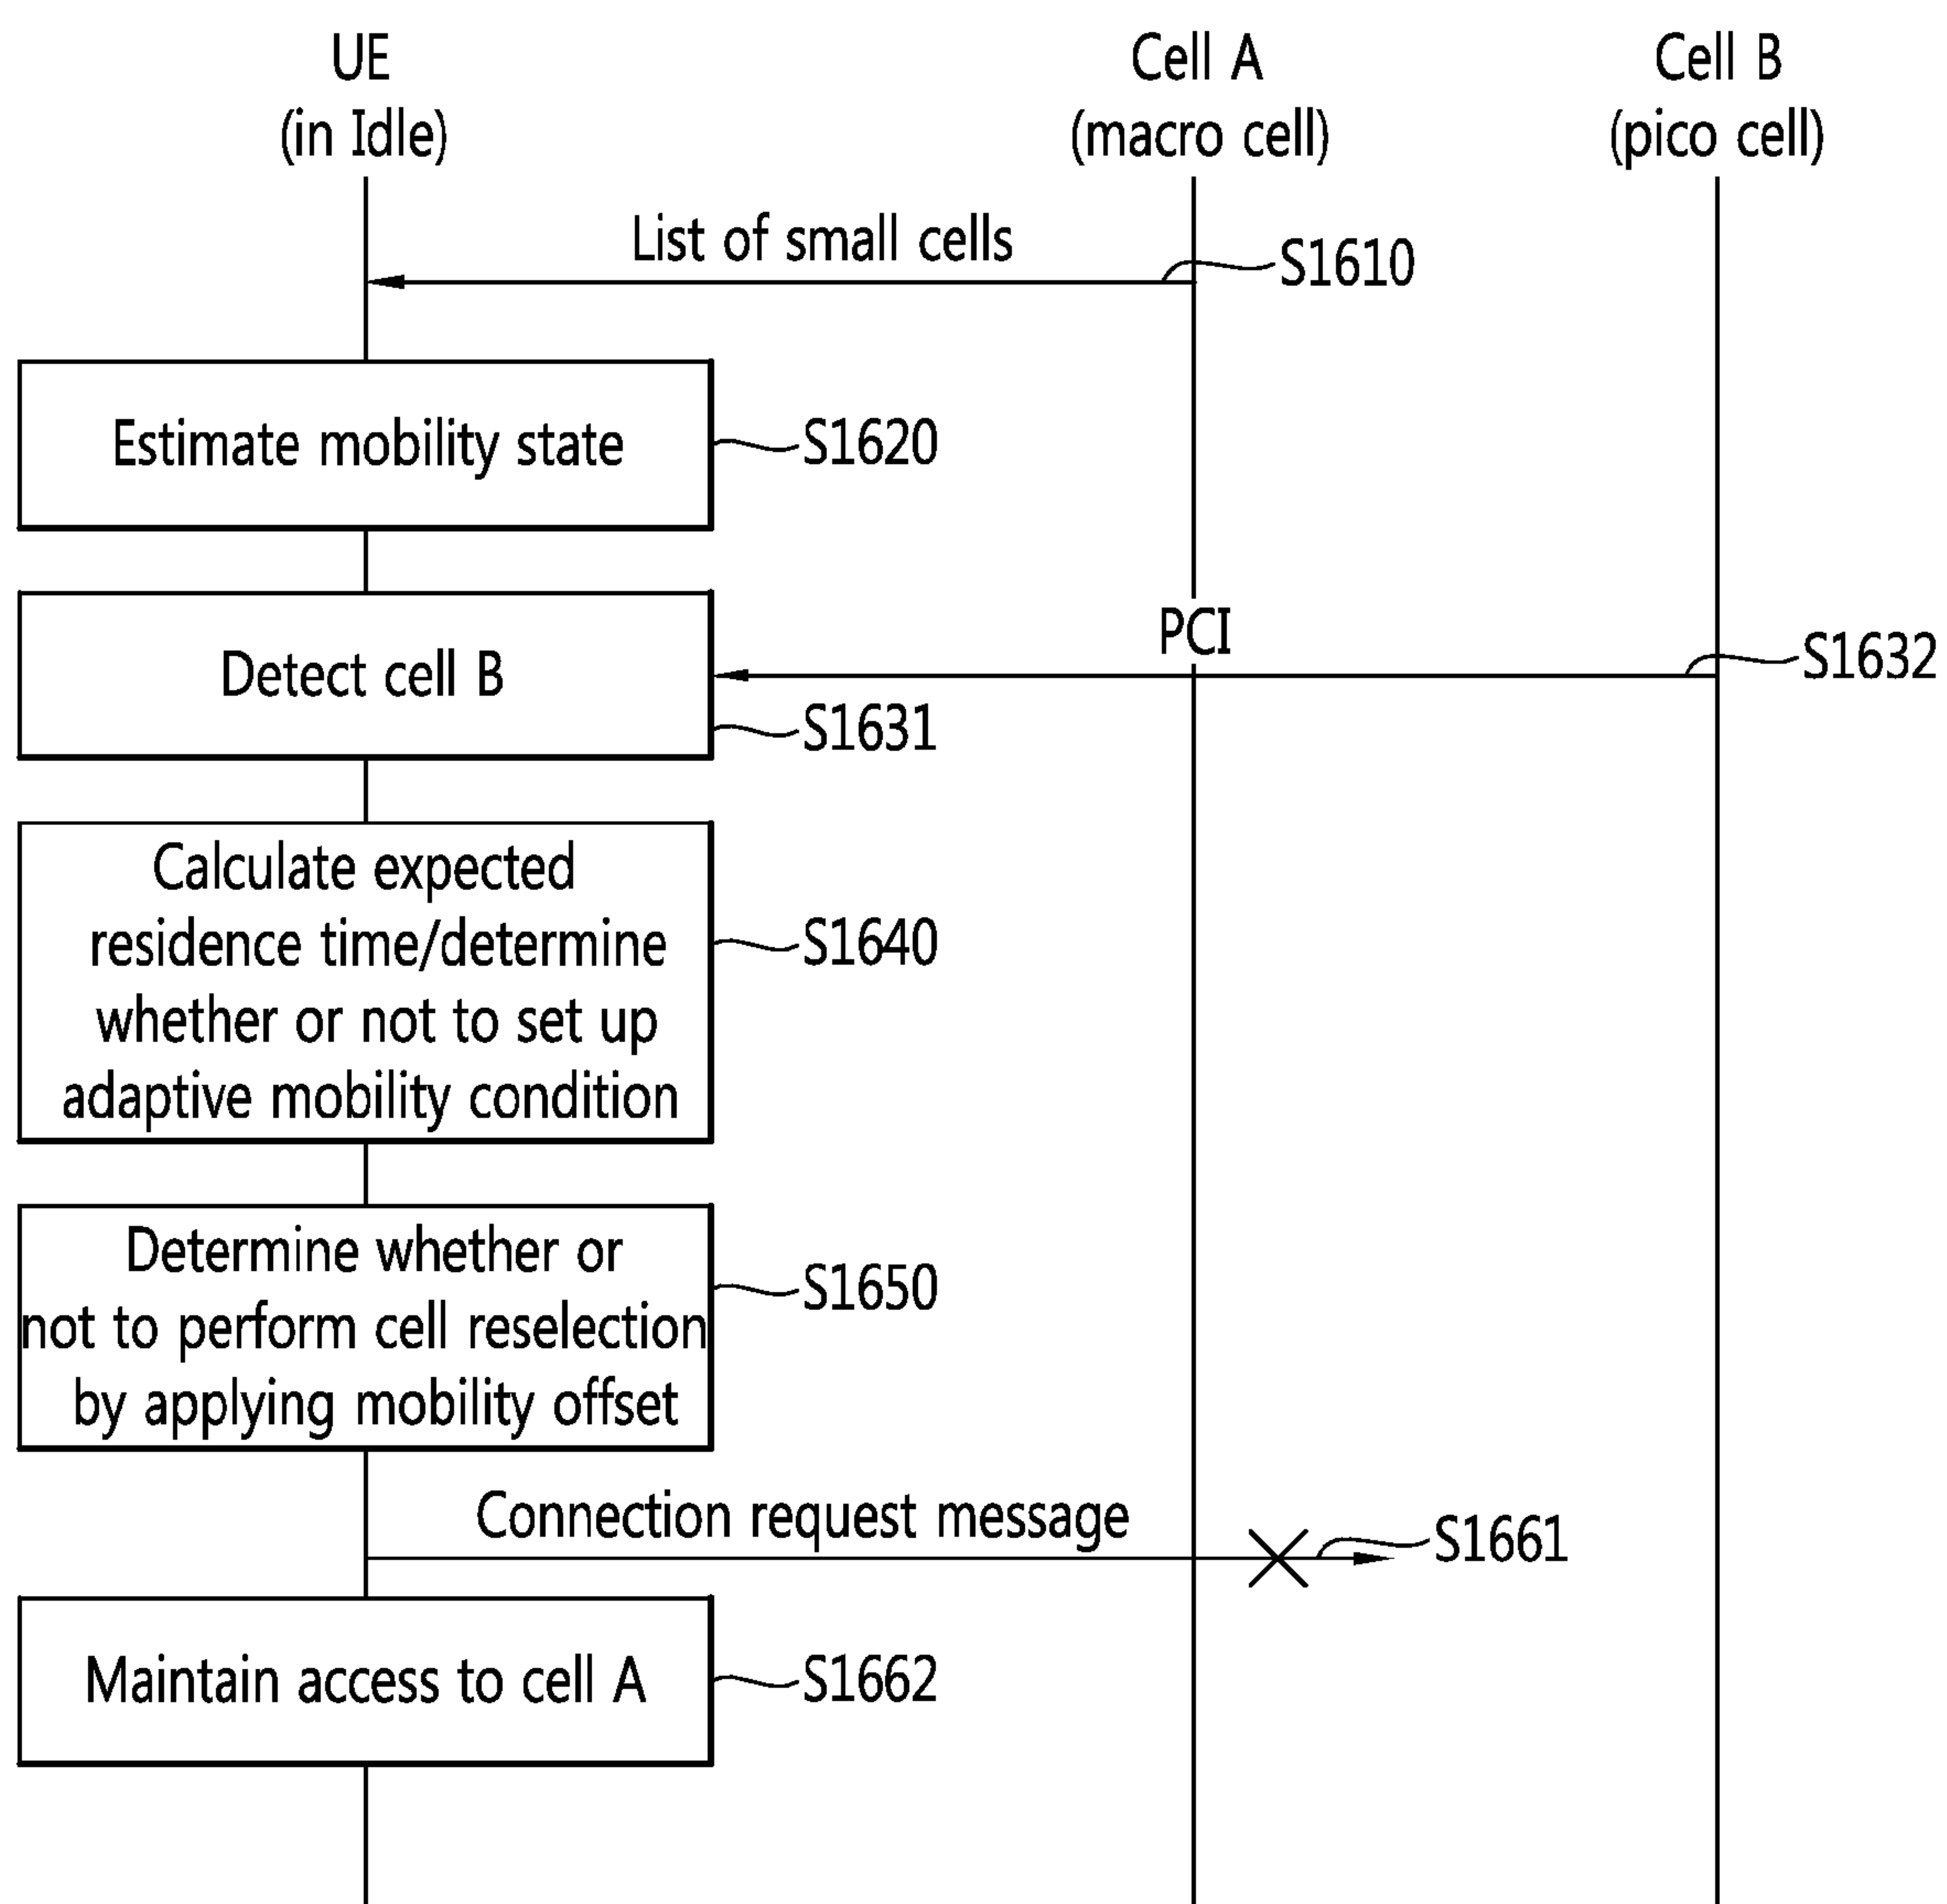 UE
(in Idle)
Cell A
(macro cell)
Cell B
(pico cell)
List of small cells
S1610
Estimate mobility state
S1620
PCI
S1632
Detect cell B
S1631
Calculate expected
residence time/determine
whether or not to set up
adaptive mobility condition
S1640
Determine whether or
not to perform cell reselection
by applying mobility offset
S1650
Connection request message
S1661
Maintain access to cell A
S1662